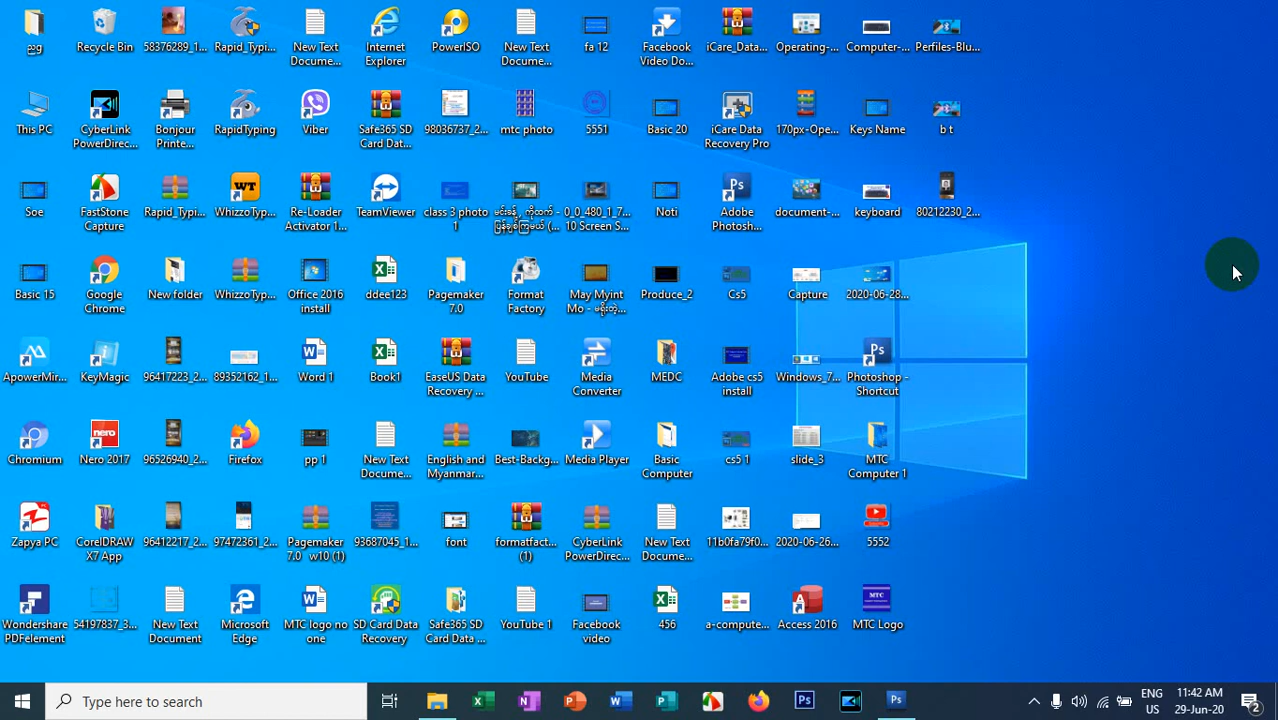 ညဌ
Recycle Bin
58376289_1...
Rapid_Typi...
New Text
Docume...
Internet
Explorer
PowerISO
New Text
Docume...
fa 12
Facebook
Video Do...
iCare_Data...
Operating-...
Computer-...
Perfiles-Blu...
This PC
CyberLink
PowerDirec...
Bonjour
Printe...
RapidTyping
Viber
Safe365 SD
Card Dat...
98036737_2...
mtc photo
5551
Basic 20
iCare Data
Recovery Pro
170px-Ope...
Keys Name
b t
Soe
FastStone
Capture
Rapid_Typi...
WhizzoTyp...
Re-Loader
Activator 1...
TeamViewer
class 3 photo
1
0_0_480_1_7...
10 Screen S...
Noti
Adobe
Photosh...
document-...
keyboard
80212230_2...
Basic 15
Google
Chrome
New folder
WhizzoTyp...
Office 2016
install
ddee123
Pagemaker
7.0
Format
Factory
May Myint
Produce_2
Cs5
Capture
2020-06-28...
ApowerMir...
KeyMagic
96417223_2...
89352162_1...
Word 1
Book1
EaseUS Data
Recovery ...
YouTube
Media
Converter
MEDC
Adobe cs5
install
Windows_7...
Photoshop -
Shortcut
Chromium
Nero 2017
96526940_2...
Firefox
pp 1
New Text
Docume...
English and
Myanmar...
Best-Backg...
Media Player
Basic
Computer
cs5 1
slide_3
MTC
Computer 1
Zapya PC
CorelDRAW
X7 App
96412217_2...
97472361_2...
Pagemaker
7.0   w10 (1)
93687045_1...
font
formatfact...
(1)
CyberLink
PowerDirec...
New Text
Docume...
11b0fa79f0...
2020-06-26...
5552
Wondershare
PDFelement
54197837_3...
New Text
Document
Microsoft
Edge
MTC logo no
one
SD Card Data
Recovery
Safe365 SD
Card Data ...
YouTube 1
Facebook
video
456
a-compute...
Access 2016
MTC Logo
Type here to search
ENG
US
11:42 AM
29-Jun-20
2